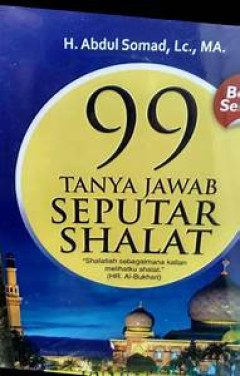 H. Abdul Somad, Lc., MA.
99
TANYA JAWAB
SEPUTAR
SHALAT
"Shalatlah sebagaimana kalian
melihatku shalat."
(HR. Al-Bukhari)